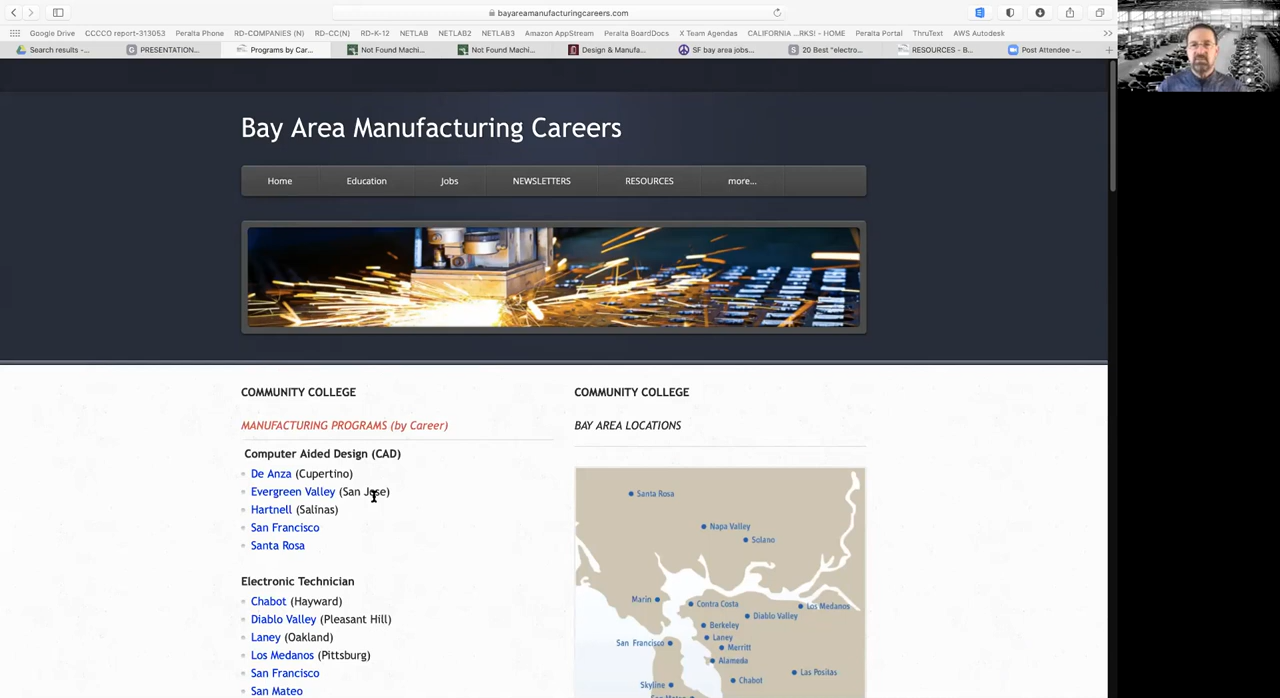 bayareamanufacturingcareers.com
Google Drive CCCCO report-313053 Peralta Phone RD-COMPANIES (N) RD-CC(N) RD-K-12 NETLAB NETLAB2 NETLAB3 Amazon AppStream Peralta BoardDocs X Team Agendas CALIFORNIA ...RKS! - HOME Peralta Portal ThruText AWS Autodesk
Search results -... PRESENTATION... Programs by Car... Not Found Machi... Not Found Machi... Design & Manufa... SF bay area jobs... 20 Best "electro... RESOURCES - B... Post Attendee -...
Bay Area Manufacturing Careers
Home Education Jobs NEWSLETTERS RESOURCES more...
COMMUNITY COLLEGE
MANUFACTURING PROGRAMS (by Career)
Computer Aided Design (CAD)
De Anza (Cupertino)
Evergreen Valley (San Jose)
Hartnell (Salinas)
San Francisco
Santa Rosa
Electronic Technician
Chabot (Hayward)
Diablo Valley (Pleasant Hill)
Laney (Oakland)
Los Medanos (Pittsburg)
San Francisco
San Mateo
COMMUNITY COLLEGE
BAY AREA LOCATIONS
Santa Rosa
Napa Valley
Solano
Marin
Contra Costa
Los Medanos
Diablo Valley
Berkeley
Laney
San Francisco
Merritt
Alameda
Las Positas
Chabot
Skyline